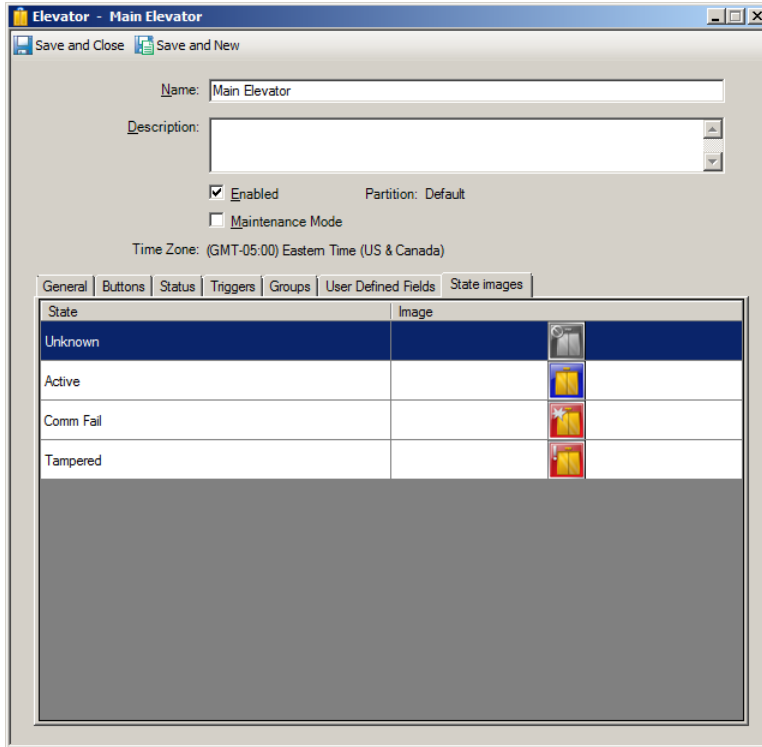 Elevator - Main Elevator
Save and Close Save and New
Name: Main Elevator
Description:
Enabled Partition: Default
Maintenance Mode
Time Zone: (GMT-05:00) Eastern Time (US & Canada)
General Buttons Status Triggers Groups User Defined Fields State images
State Image
Unknown
Active
Comm Fail
Tampered